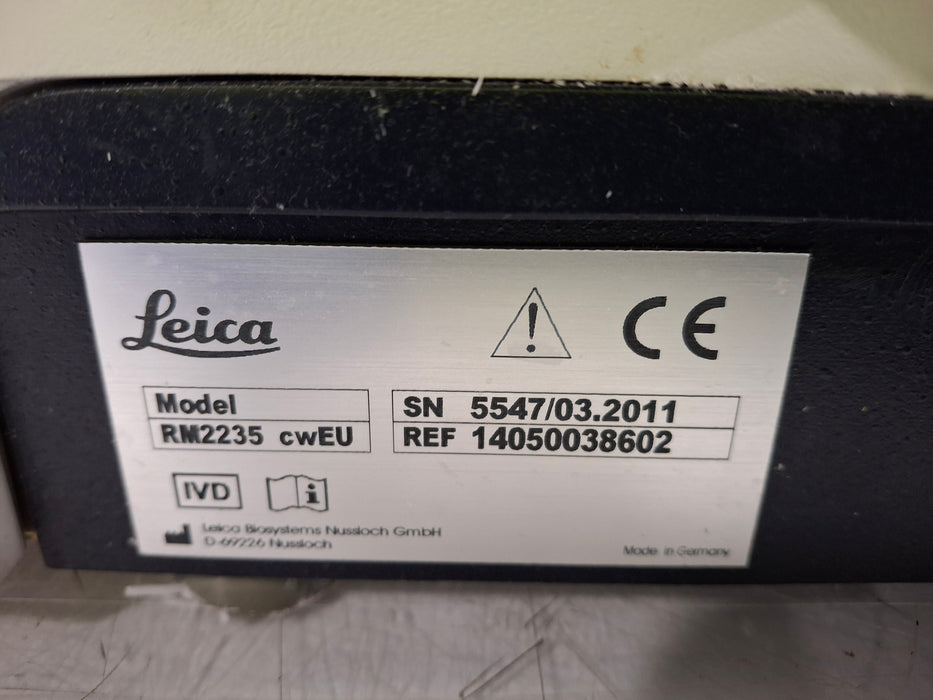 Leica
CE
Model
RM2235 cwEU
SN 5547/03.2011
REF 14050038602
IVD
i
Leica Biosystems Nussloch GmbH
D-69226 Nussloch
Made in Germany